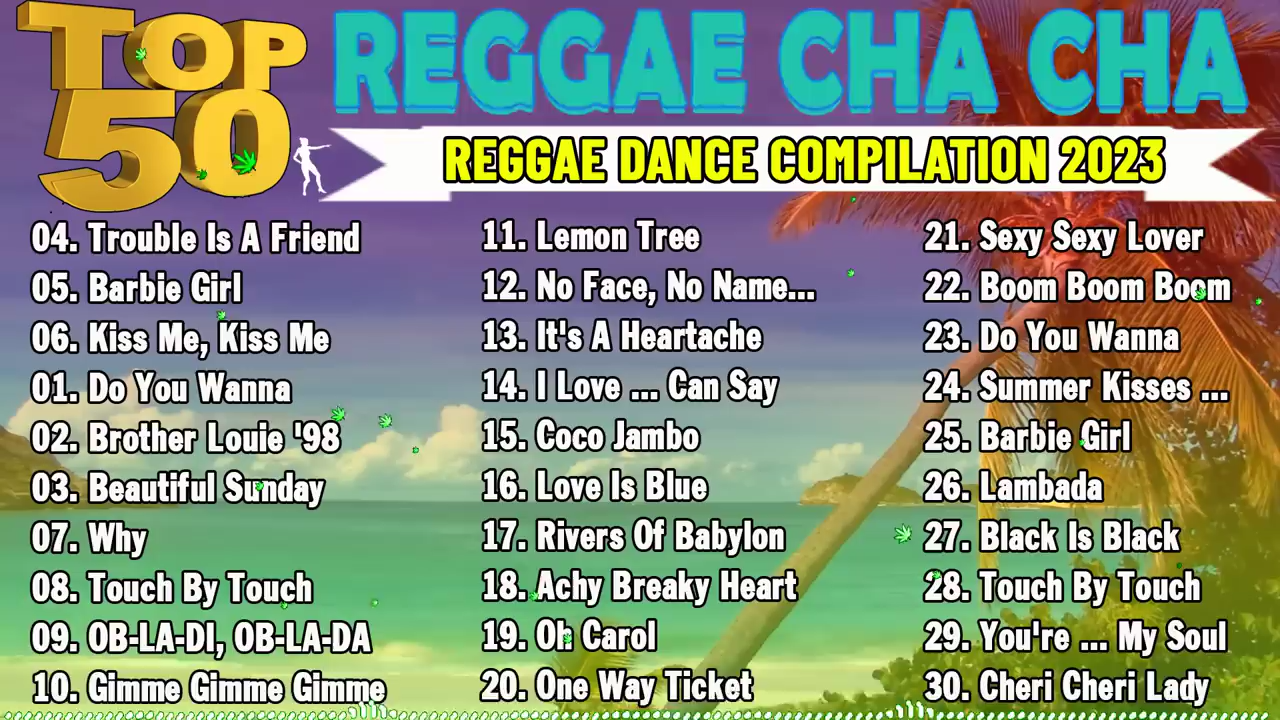 TOP
50
REGGAE CHA CHA
REGGAE DANCE COMPILATION 2023
04. Trouble Is A Friend
05. Barbie Girl
06. Kiss Me, Kiss Me
01. Do You Wanna
02. Brother Louie '98
03. Beautiful Sunday
07. Why
08. Touch By Touch
09. OB-LA-DI, OB-LA-DA
10. Gimme Gimme Gimme
11. Lemon Tree
12. No Face, No Name...
13. It's A Heartache
14. I Love ... Can Say
15. Coco Jambo
16. Love Is Blue
17. Rivers Of Babylon
18. Achy Breaky Heart
19. Oh Carol
20. One Way Ticket
21. Sexy Sexy Lover
22. Boom Boom Boom
23. Do You Wanna
24. Summer Kisses ...
25. Barbie Girl
26. Lambada
27. Black Is Black
28. Touch By Touch
29. You're ... My Soul
30. Cheri Cheri Lady